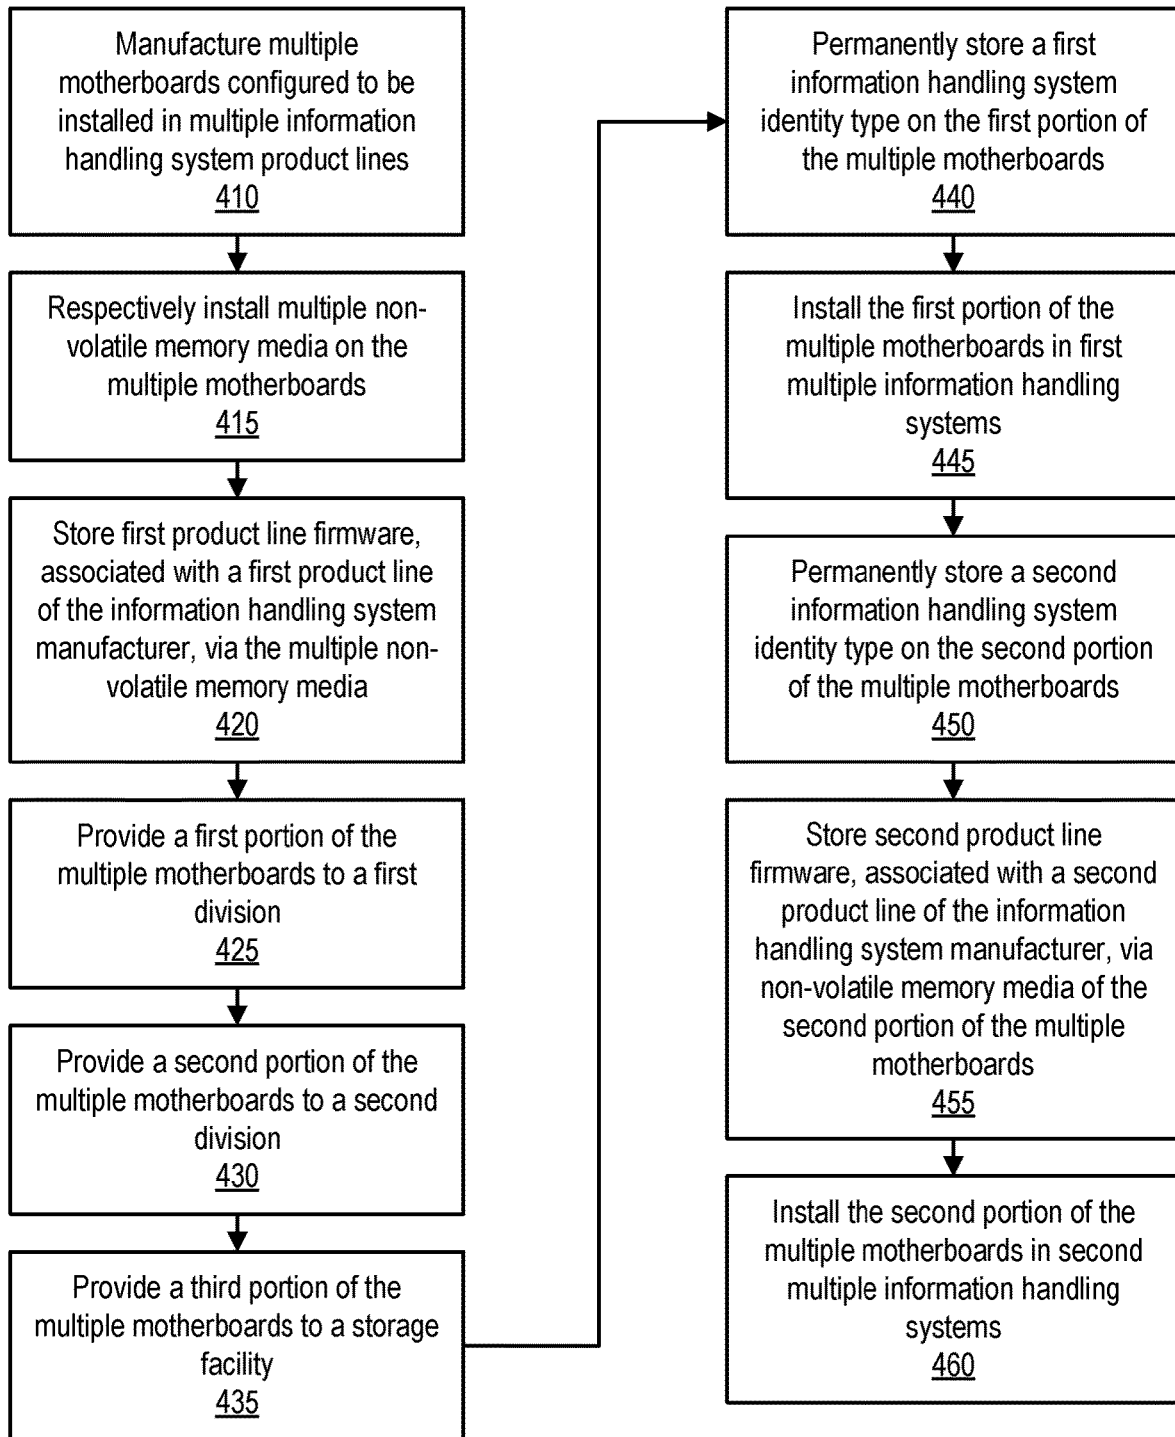 Manufacture multiple
motherboards configured to be
installed in multiple information
handling system product lines
410
Respectively install multiple non-
volatile memory media on the
multiple motherboards
415
Store first product line firmware,
associated with a first product line
of the information handling system
manufacturer, via the multiple non-
volatile memory media
420
Provide a first portion of the
multiple motherboards to a first
division
425
Provide a second portion of the
multiple motherboards to a second
division
430
Provide a third portion of the
multiple motherboards to a storage
facility
435
Permanently store a first
information handling system
identity type on the first portion of
the multiple motherboards
440
Install the first portion of the
multiple motherboards in first
multiple information handling
systems
445
Permanently store a second
information handling system
identity type on the second portion
of the multiple motherboards
450
Store second product line
firmware, associated with a second
product line of the information
handling system manufacturer, via
non-volatile memory media of the
second portion of the multiple
motherboards
455
Install the second portion of the
multiple motherboards in second
multiple information handling
systems
460